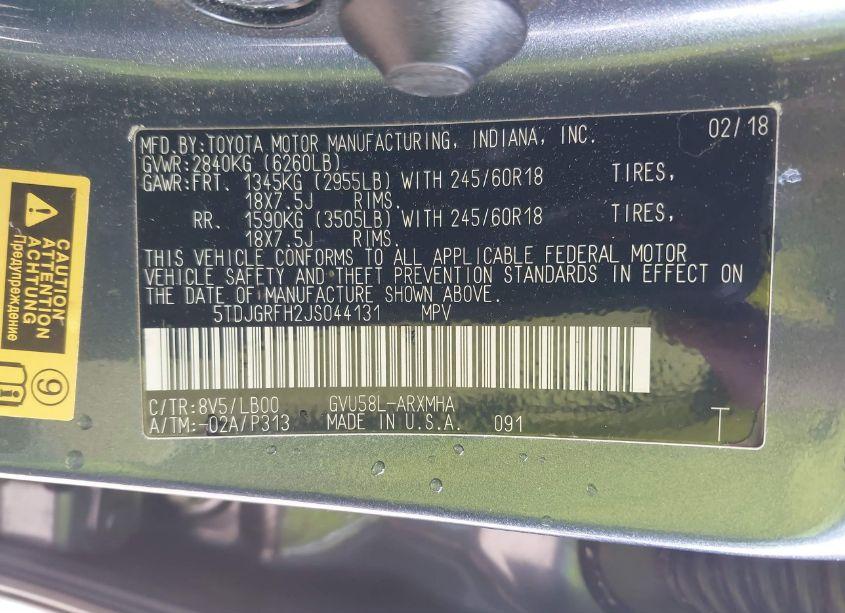 MFD.BY:TOYOTA MOTOR MANUFACTURING, INDIANA, INC. 02/18
GVWR:2840KG (6260LB)
GAWR:FRT. 1345KG (2955LB) WITH 245/60R18 TIRES,
18X7.5J RIMS.
RR. 1590KG (3505LB) WITH 245/60R18 TIRES,
18X7.5J RIMS.
THIS VEHICLE CONFORMS TO ALL APPLICABLE FEDERAL MOTOR
VEHICLE SAFETY AND THEFT PREVENTION STANDARDS IN EFFECT ON
THE DATE OF MANUFACTURE SHOWN ABOVE.
5TDJGRFH2JS044131 MPV
C/TR:8V5/LB00 GVU58L-ARXMHA
A/TM:-02A/P313 MADE IN U.S.A. 091 T
CAUTION
ATTENTION
ACHTUNG
Предупреждение
9